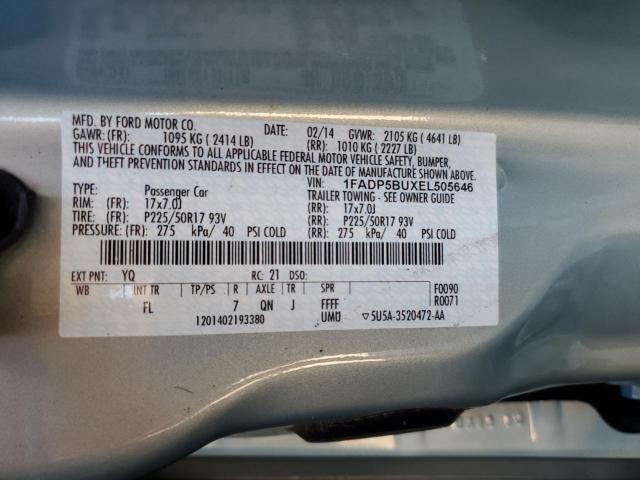 MFD. BY FORD MOTOR CO.
DATE: 02/14 GVWR: 2105 KG ( 4641 LB)
GAWR: (FR): 1095 KG ( 2414 LB) (RR): 1010 KG ( 2227 LB)
THIS VEHICLE CONFORMS TO ALL APPLICABLE FEDERAL MOTOR VEHICLE SAFETY, BUMPER,
AND THEFT PREVENTION STANDARDS IN EFFECT ON THE DATE OF MANUFACTURE SHOWN ABOVE.
VIN: 1FADP5BUXEL505646
TYPE: Passenger Car TRAILER TOWING - SEE OWNER GUIDE
RIM: (FR): 17x7.0J (RR): 17x7.0J
TIRE: (FR): P225/50R17 93V (RR): P225/50R17 93V
PRESSURE: (FR) 275 kPa/ 40 PSI COLD (RR): 275 kPa/ 40 PSI COLD
EXT PNT: YQ RC: 21 DSO:
WB INT TR TP/PS R AXLE TR SPR F0090
FL 7 QN J FFFF R0071
1201402193380 UMU ▽5U5A-3520472-AA